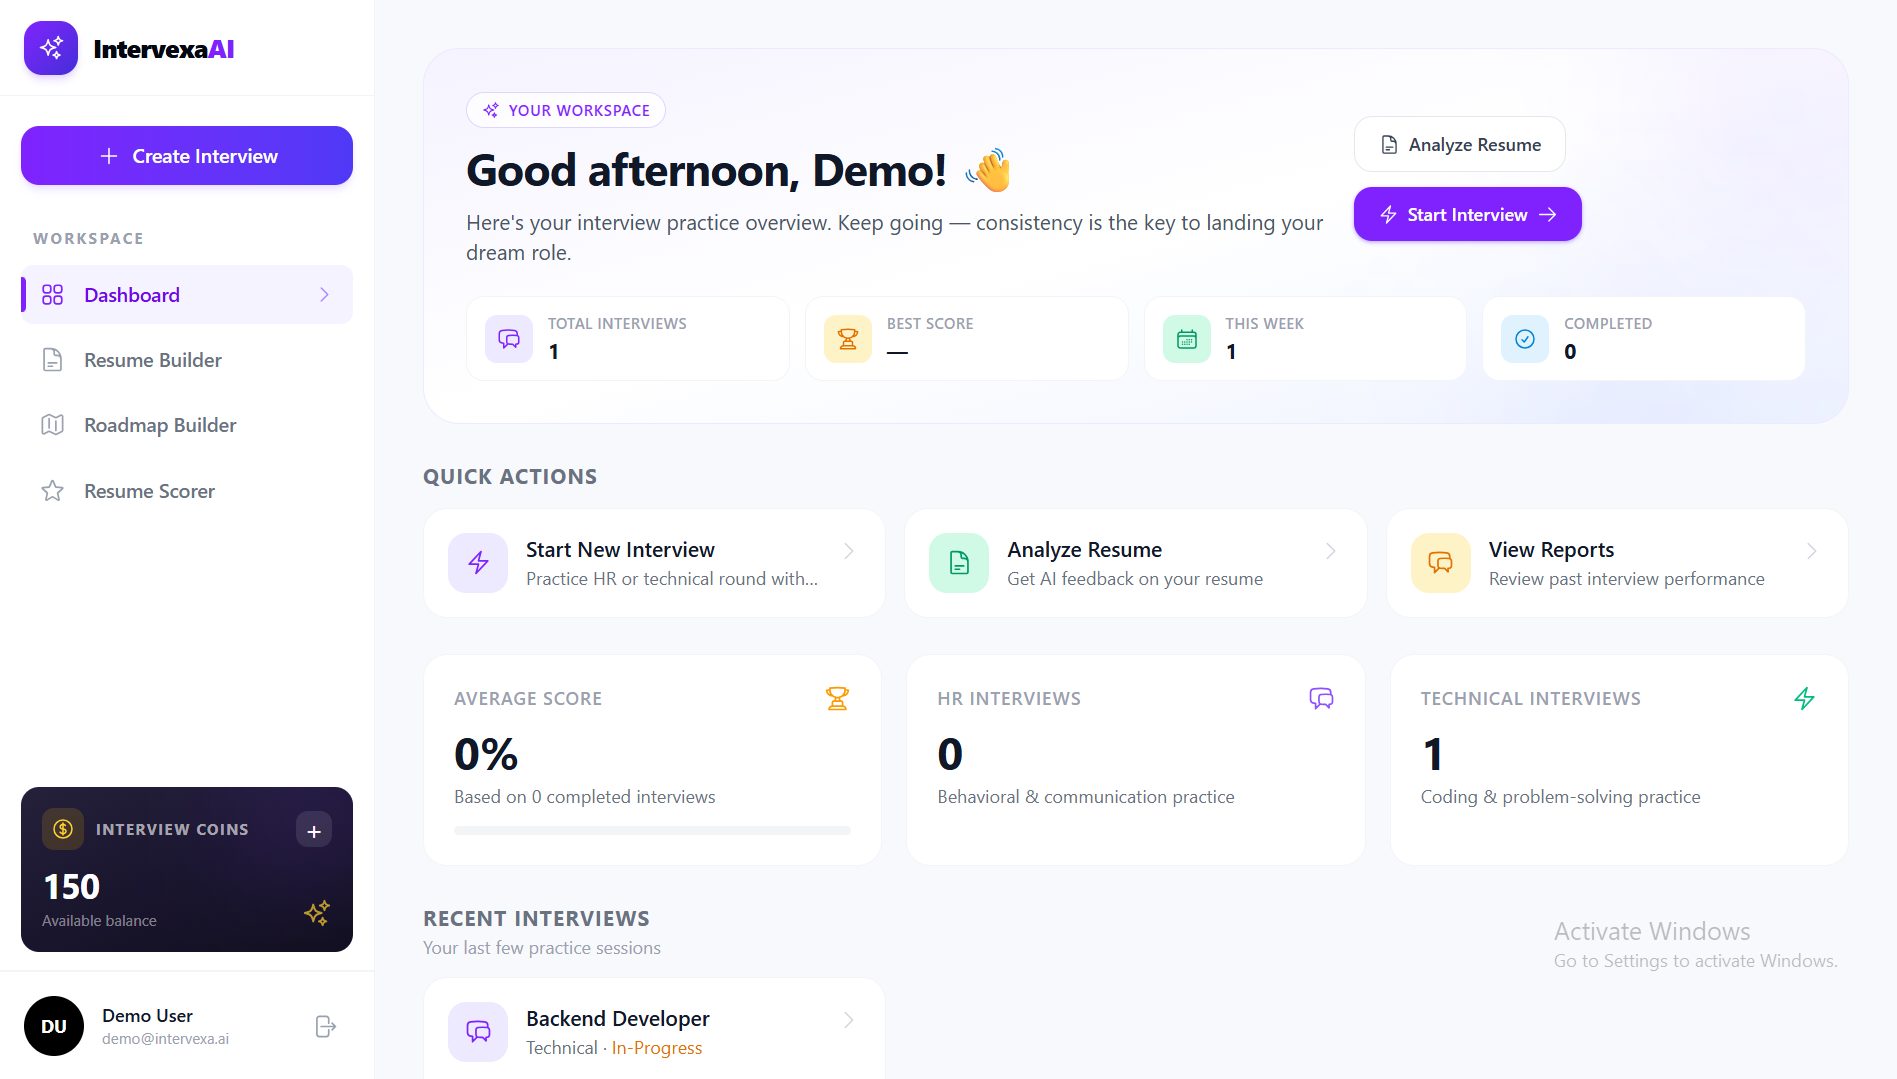 IntervexaAI
Create Interview
WORKSPACE
Dashboard
Resume Builder
Roadmap Builder
Resume Scorer
INTERVIEW COINS
+
150
Available balance
DU
Demo User
demo@intervexa.ai
YOUR WORKSPACE
Good afternoon, Demo! 👋
Here's your interview practice overview. Keep going — consistency is the key to landing your
dream role.
Analyze Resume
Start Interview →
TOTAL INTERVIEWS
1
BEST SCORE
—
THIS WEEK
1
COMPLETED
0
QUICK ACTIONS
Start New Interview
Practice HR or technical round with...
Analyze Resume
Get AI feedback on your resume
View Reports
Review past interview performance
AVERAGE SCORE
0%
Based on 0 completed interviews
HR INTERVIEWS
0
Behavioral & communication practice
TECHNICAL INTERVIEWS
1
Coding & problem-solving practice
RECENT INTERVIEWS
Your last few practice sessions
Backend Developer
Technical · In-Progress
Activate Windows
Go to Settings to activate Windows.